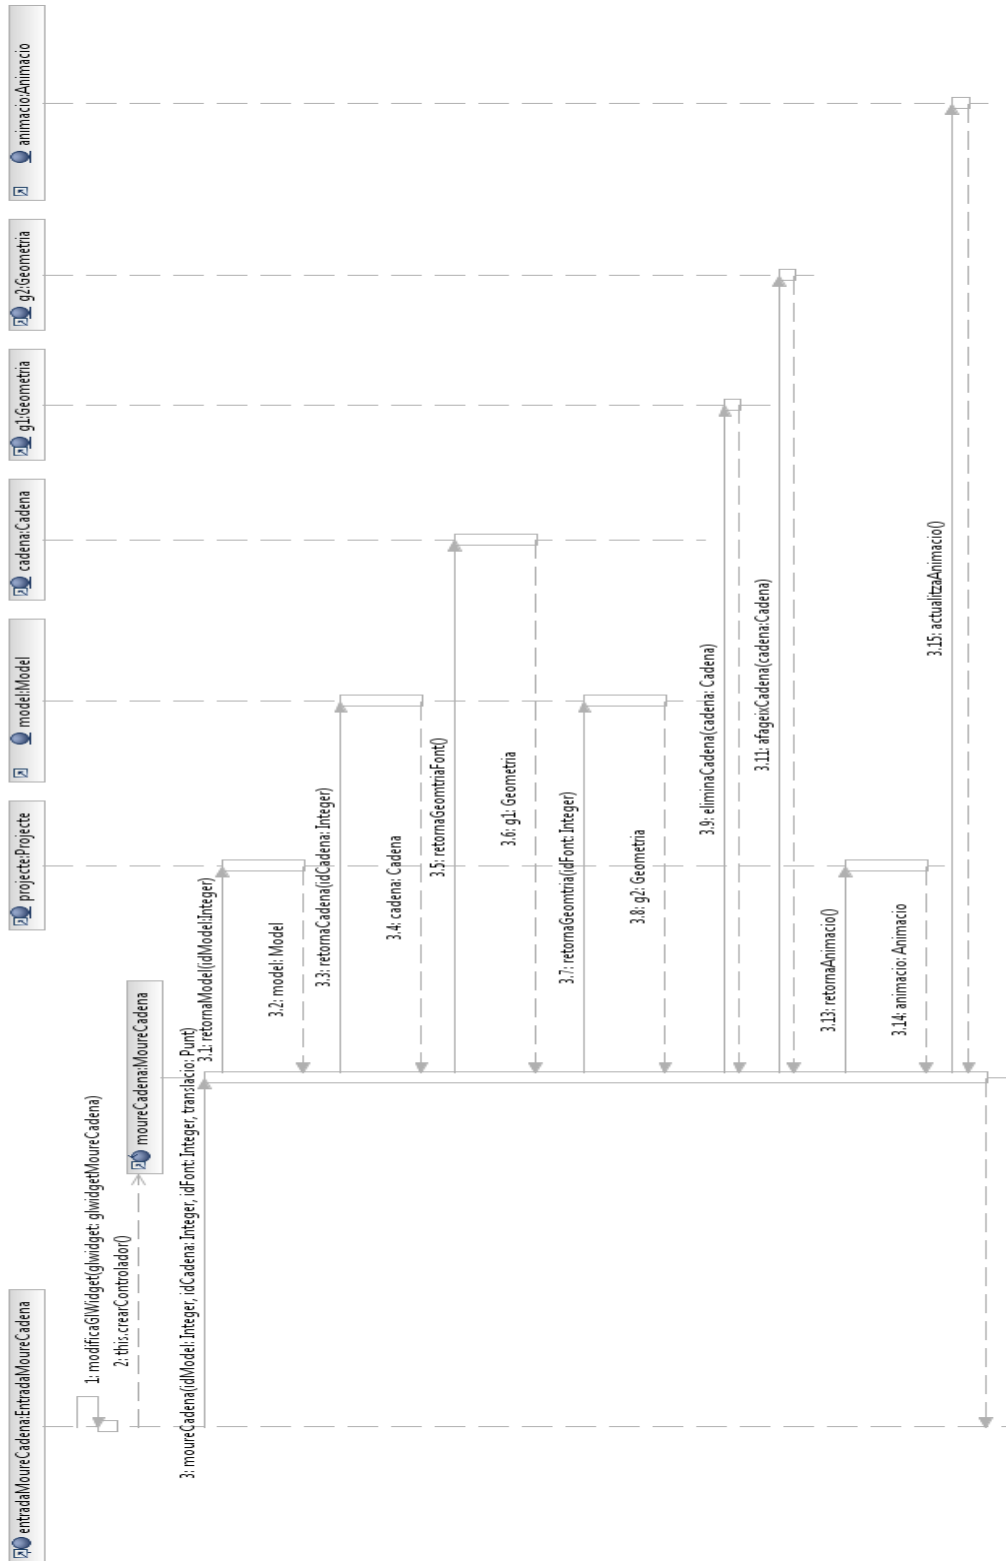 entradaMoureCadena:EntradaMoureCadena
moureCadena:MoureCadena
projecte:Projecte
model:Model
cadena:Cadena
g1:Geometria
g2:Geometria
animacio:Animacio
1: modificaGlWidget(glwidget: glwidgetMoureCadena)
2: this.crearControlador()
3: moureCadena(idModel: Integer, idCadena: Integer, idFont: Integer, translacio: Punt)
3.1: retornaModel(idModel:Integer)
3.2: model: Model
3.3: retornaCadena(idCadena: Integer)
3.4: cadena: Cadena
3.5: retornaGeomtriaFont()
3.6: g1: Geometria
3.7: retornaGeomtria(idFont: Integer)
3.8: g2: Geometria
3.9: eliminaCadena(cadena: Cadena)
3.11: afageixCadena(cadena:Cadena)
3.13: retornaAnimacio()
3.14: animacio: Animacio
3.15: actualitzaAnimacio()